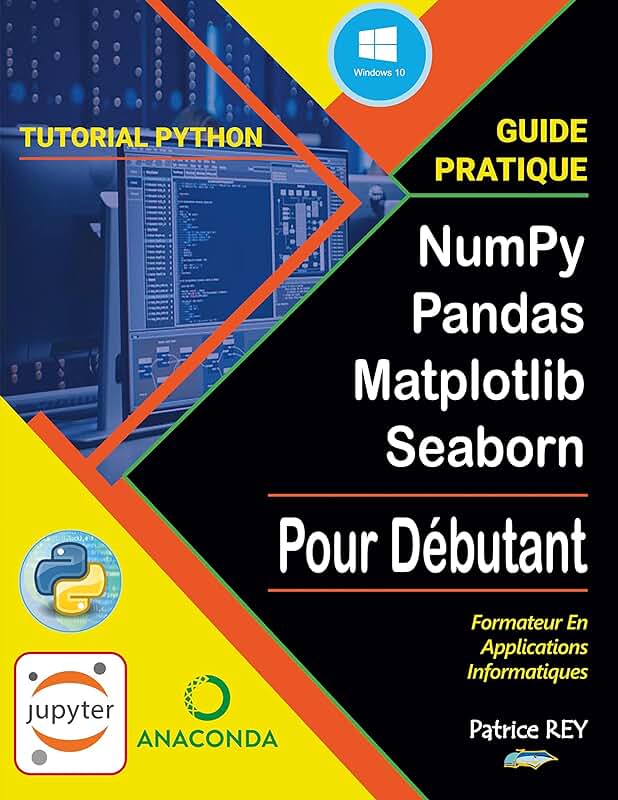 Windows 10
TUTORIAL PYTHON
GUIDE
PRATIQUE
NumPy
Pandas
Matplotlib
Seaborn
Pour Débutant
Formateur En
Applications
Informatiques
jupyter
ANACONDA
Patrice REY